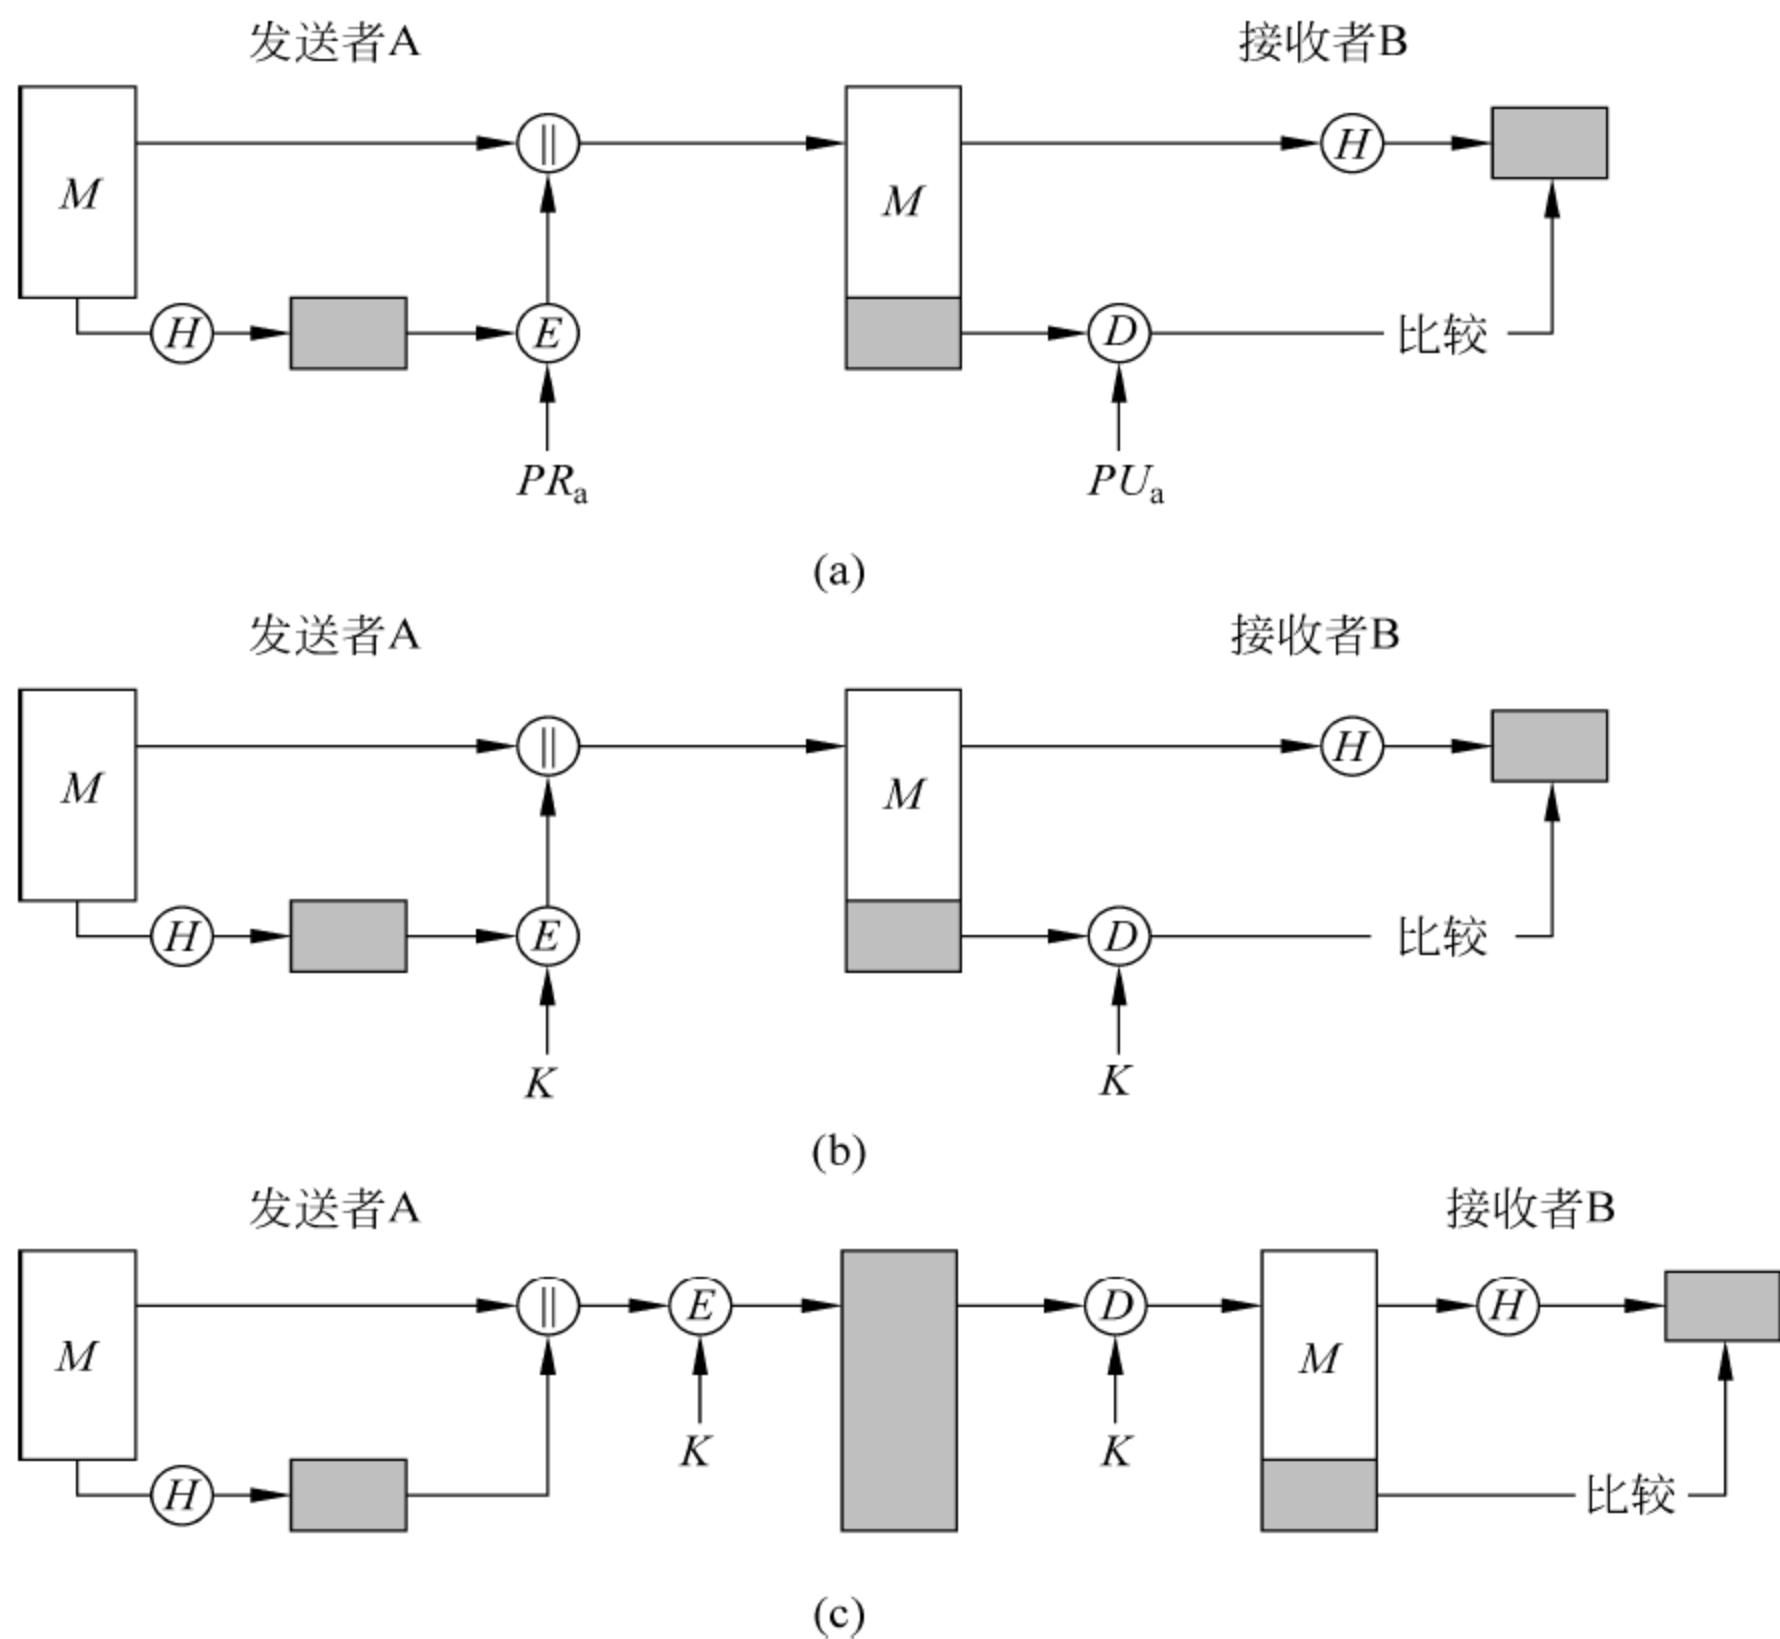 发送者A 接收者B
M || M H
H E D 比较
PRa PUa
(a)
发送者A 接收者B
M || M H
H E D 比较
K K
(b)
发送者A 接收者B
M || E D M H
K K
H 比较
(c)